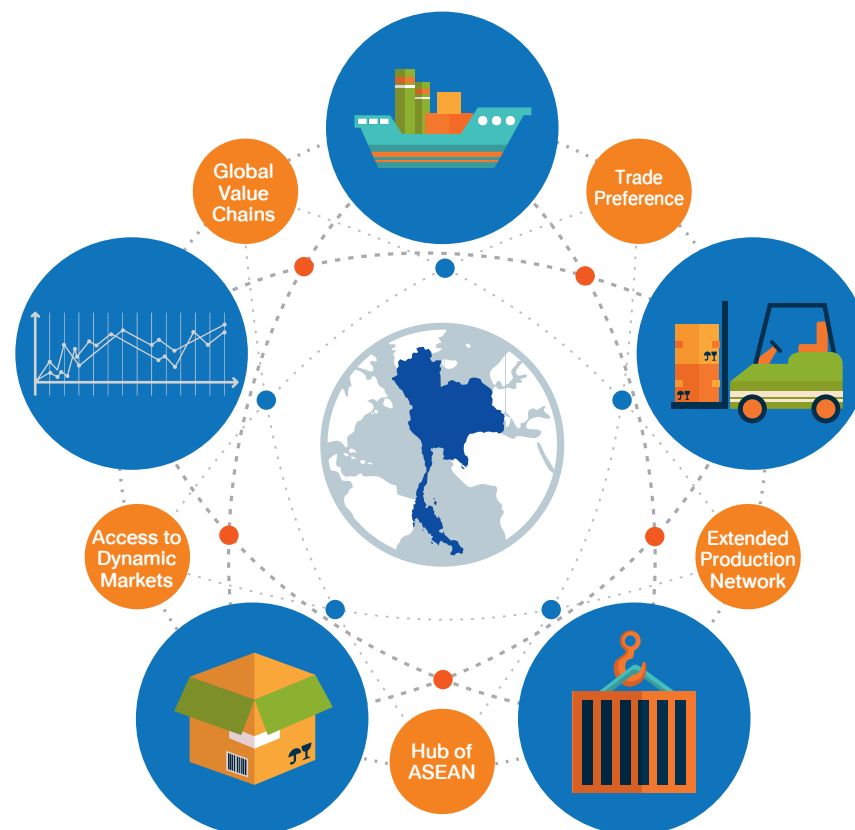 Global
Value
Chains
Trade
Preference
Access to
Dynamic
Markets
Extended
Production
Network
Hub of
ASEAN